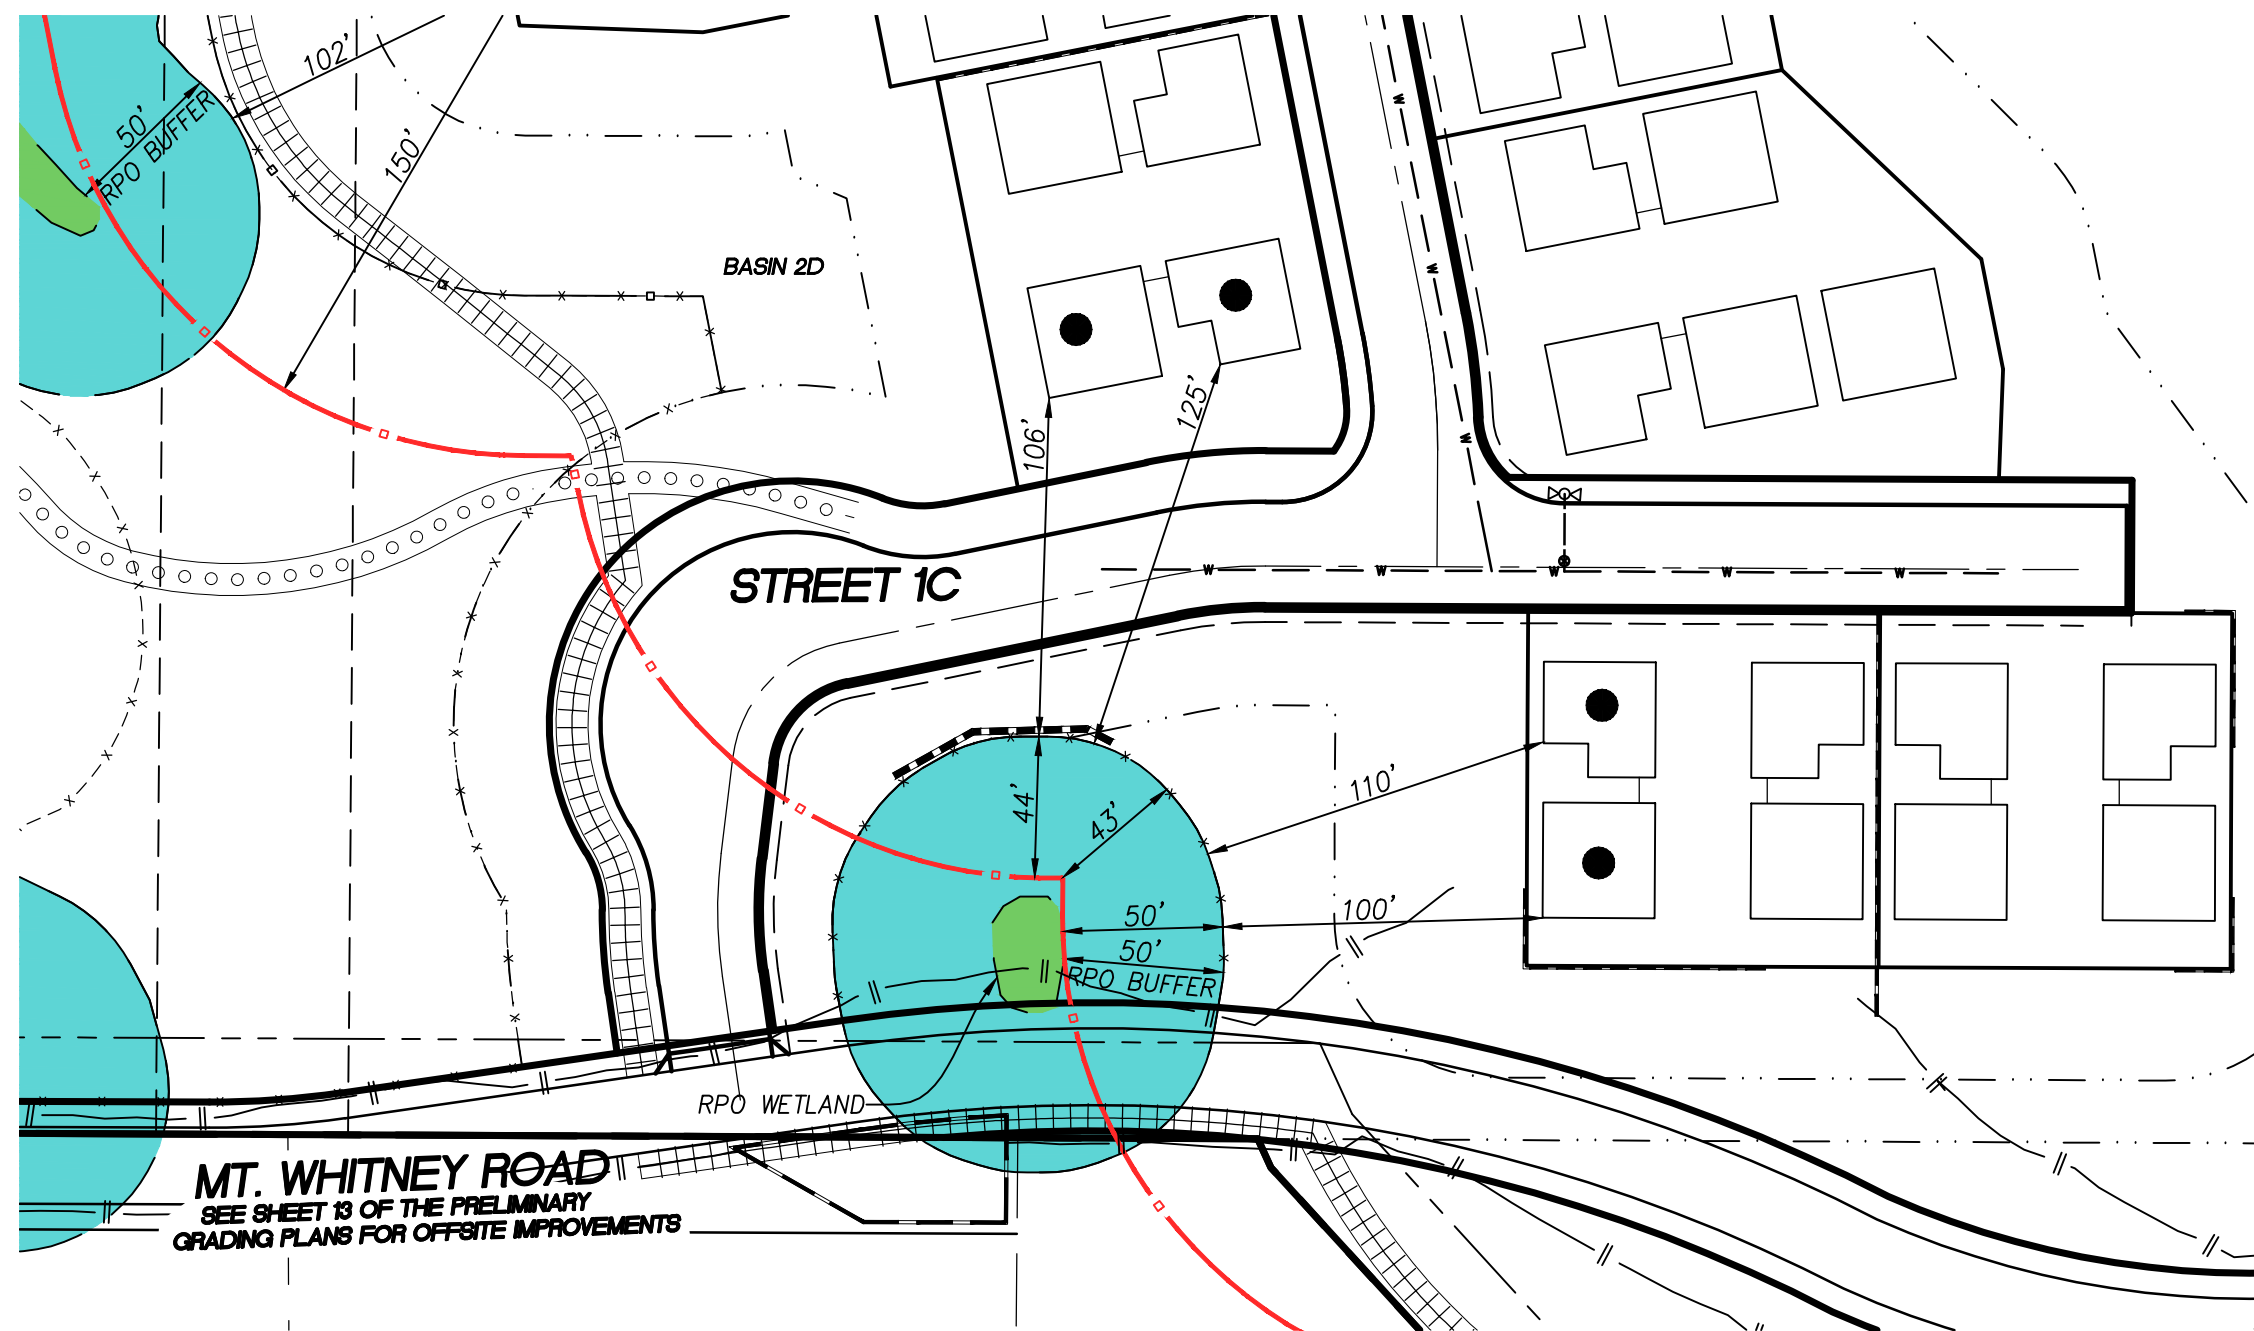 102'
50'
RPO BUFFER
150'
BASIN 2D
W
W
W
106'
125'
STREET 1C
W W W W W
44'
43'
110'
50'
100'
50'
RPO BUFFER
RPO WETLAND
MT. WHITNEY ROAD
SEE SHEET 13 OF THE PRELIMINARY
GRADING PLANS FOR OFFSITE IMPROVEMENTS